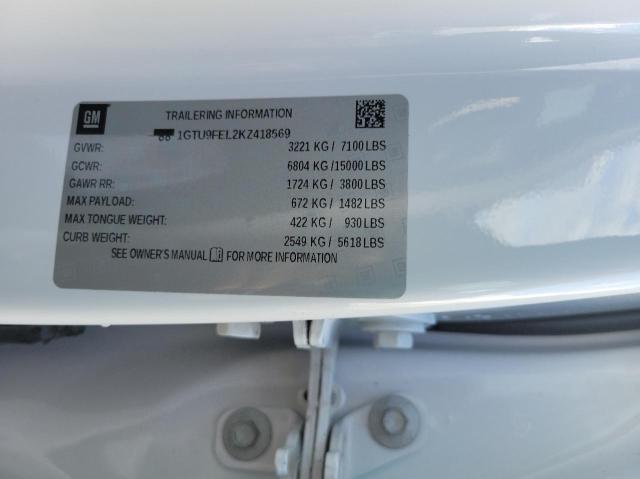 GM
TRAILERING INFORMATION
1GTU9FEL2KZ418569
GVWR: 3221 KG / 7100 LBS
GCWR: 6804 KG /15000 LBS
GAWR RR: 1724 KG / 3800 LBS
MAX PAYLOAD: 672 KG / 1482 LBS
MAX TONGUE WEIGHT: 422 KG / 930 LBS
CURB WEIGHT: 2549 KG / 5618 LBS
SEE OWNER'S MANUAL FOR MORE INFORMATION